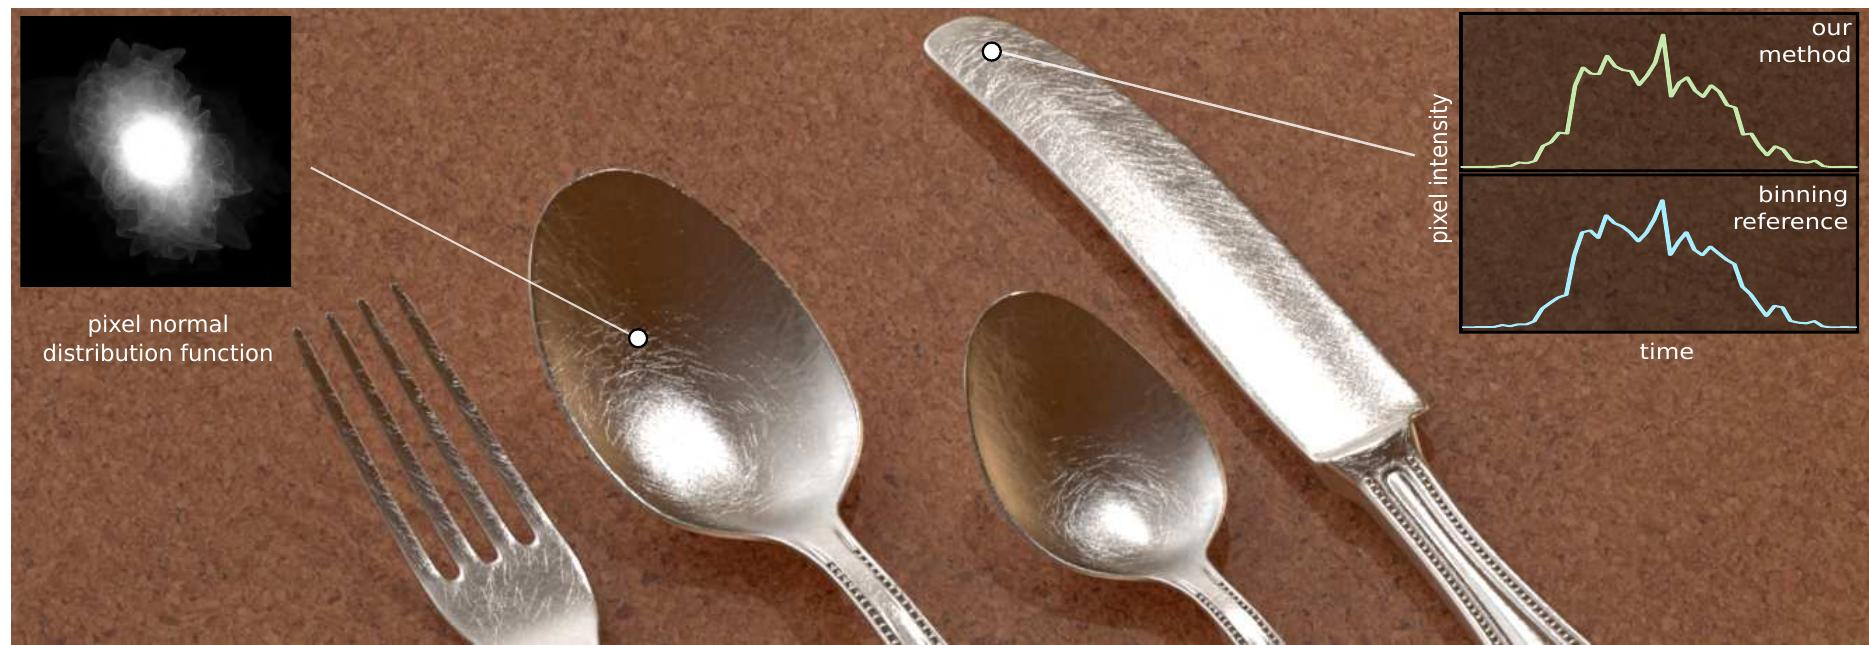 our
method
pixel intensity
binning
reference
time
pixel normal
distribution function